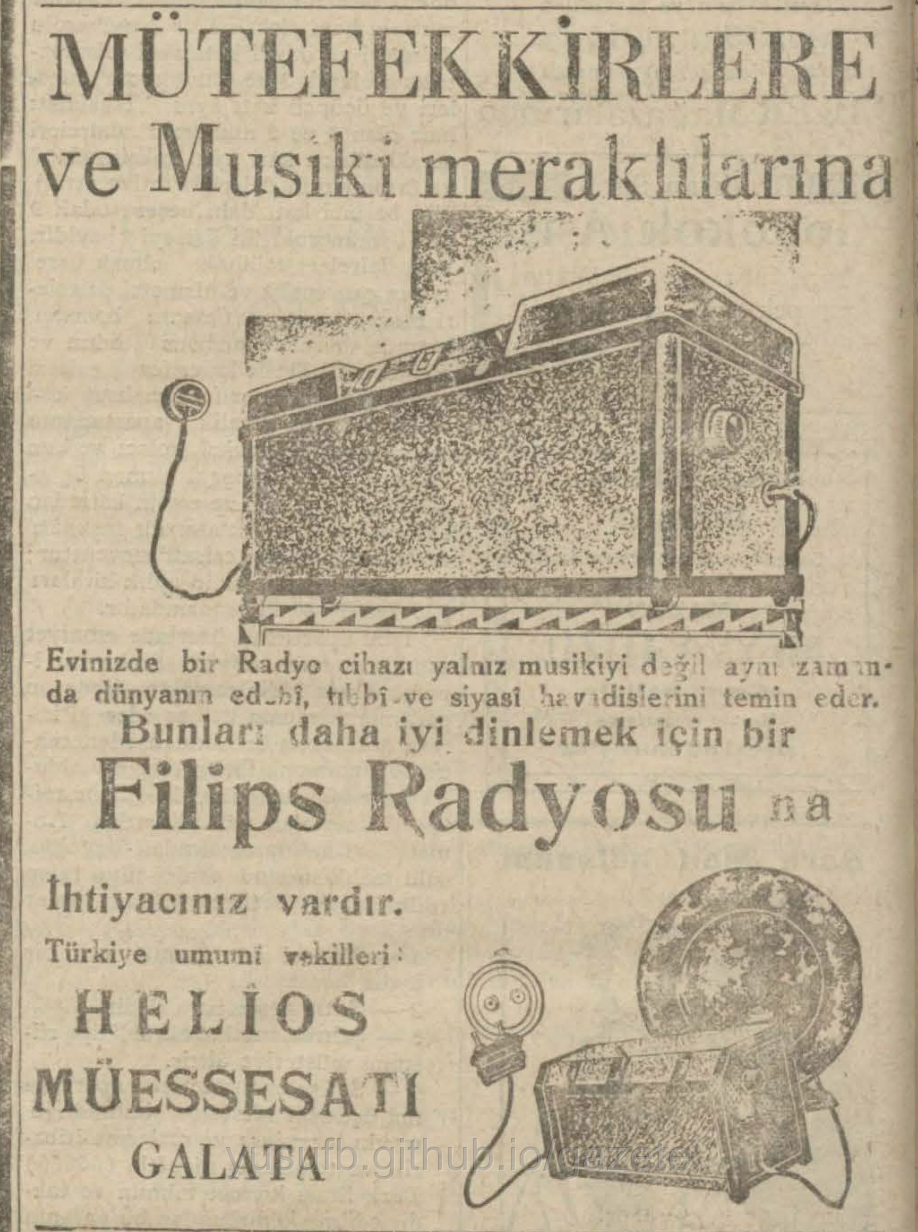 MÜTEFEKKİRLERE
ve Musiki meraklılarına
Evinizde bir Radyo cihazı yalnız musikiyi değil aynı zaman-
da dünyanın edebî, tıbbî ve siyasî havadislerini temin eder.
Bunları daha iyi dinlemek için bir
Filips Radyosu na
İhtiyacınız vardır.
Türkiye umumî vekilleri:
HELİOS
MÜESSESATI
GALATA
yusufb.github.io/gazete